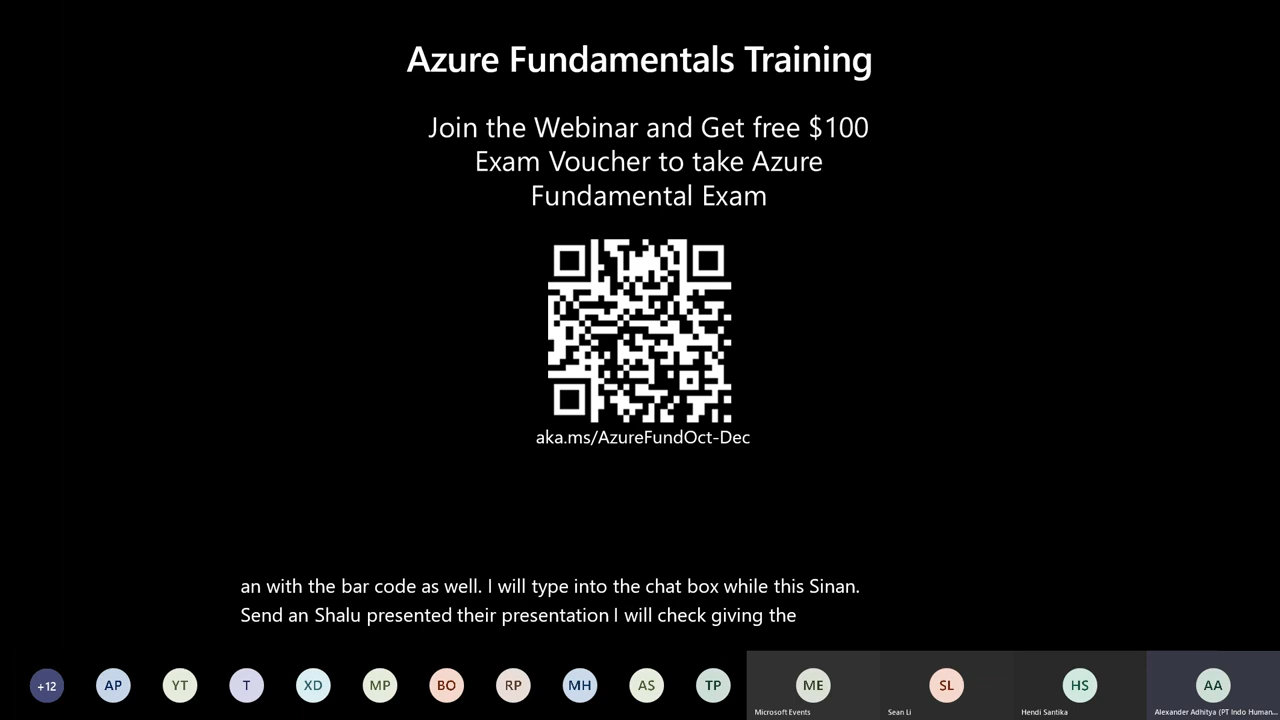 Azure Fundamentals Training
Join the Webinar and Get free $100
Exam Voucher to take Azure
Fundamental Exam
aka.ms/AzureFundOct-Dec
an with the bar code as well. I will type into the chat box while this Sinan.
Send an Shalu presented their presentation I will check giving the
+12 AP YT T XD MP BO RP MH AS TP ME SL HS AA
Microsoft Events Sean Li Hendi Santika Alexander Adhitya (PT Indo Human...